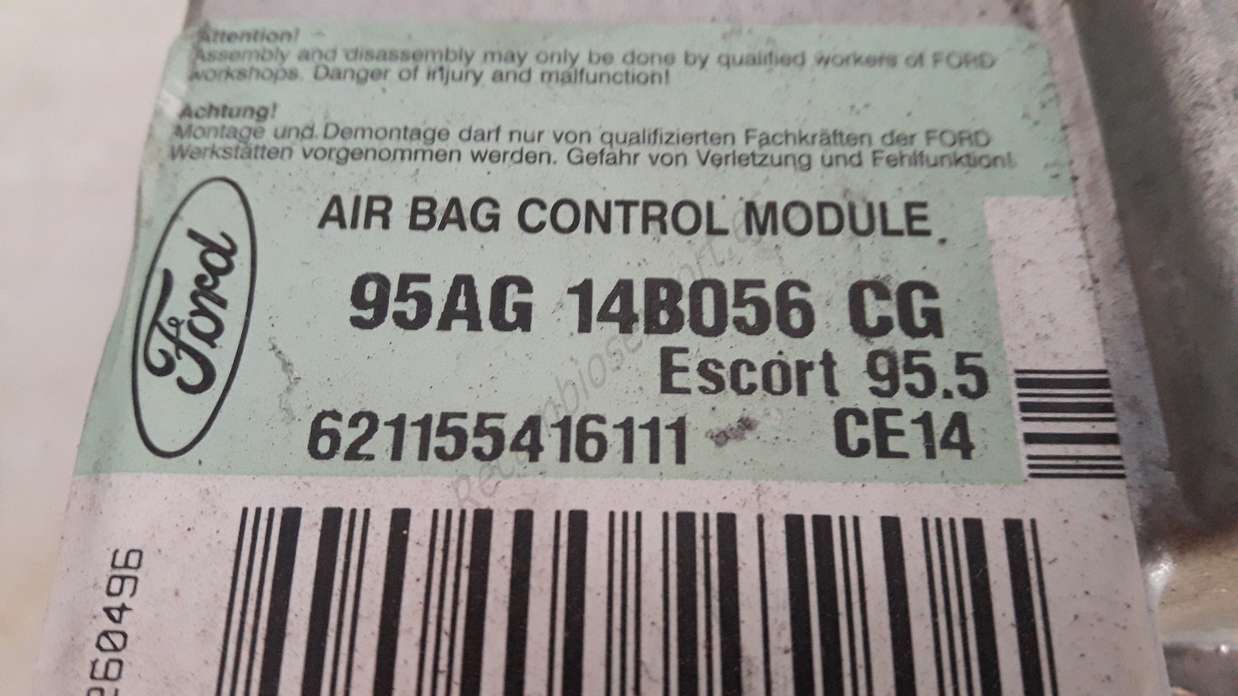 Attention!
Assembly and disassembly may only be done by qualified workers of FORD
workshops. Danger of injury and malfunction!
Achtung!
Montage und Demontage darf nur von qualifizierten Fachkräften der FORD
Werkstätten vorgenommen werden. Gefahr von Verletzung und Fehlfunktion!
Ford
AIR BAG CONTROL MODULE
95AG 14B056 CG
Escort 95.5
621155416111 CE14
260496